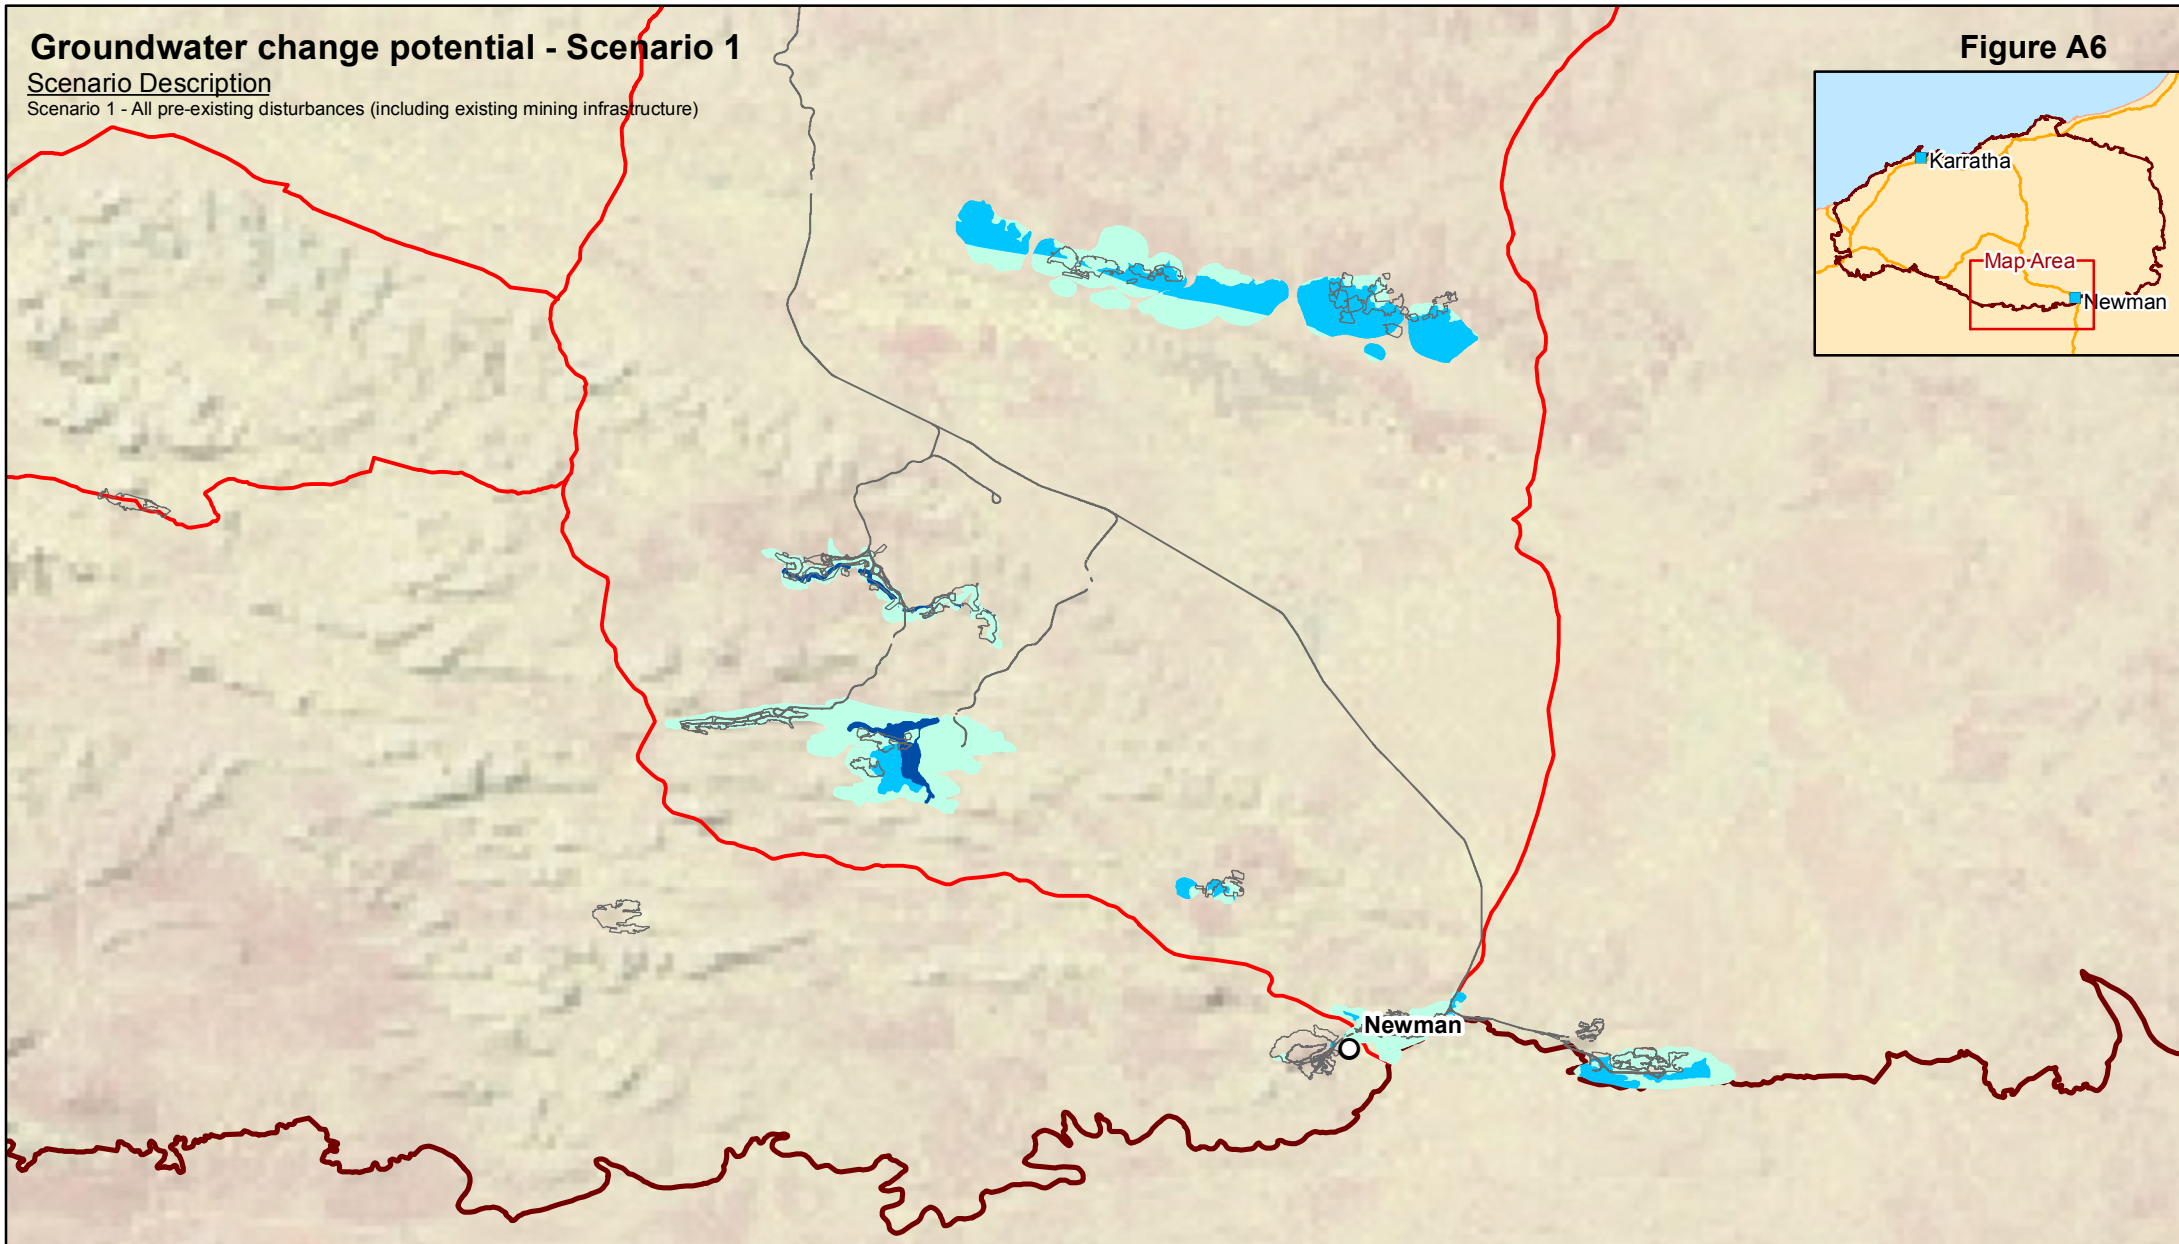 Groundwater change potential - Scenario 1
Scenario Description
Scenario 1 - All pre-existing disturbances (including existing mining infrastructure)
Figure A6
Karratha
Map Area
Newman
Newman